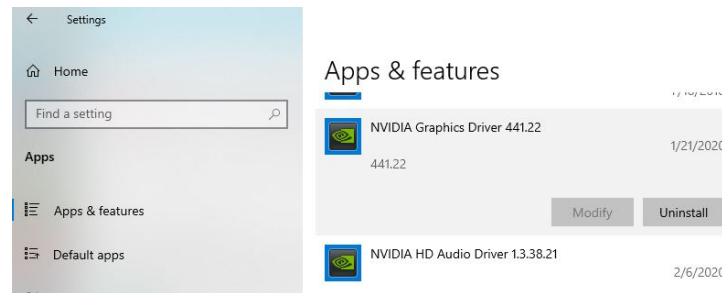 Settings
Home
Find a setting
Apps
Apps & features
Default apps
Apps & features
NVIDIA Graphics Driver 441.22
1/21/2020
441.22
Modify
Uninstall
NVIDIA HD Audio Driver 1.3.38.21
2/6/2020